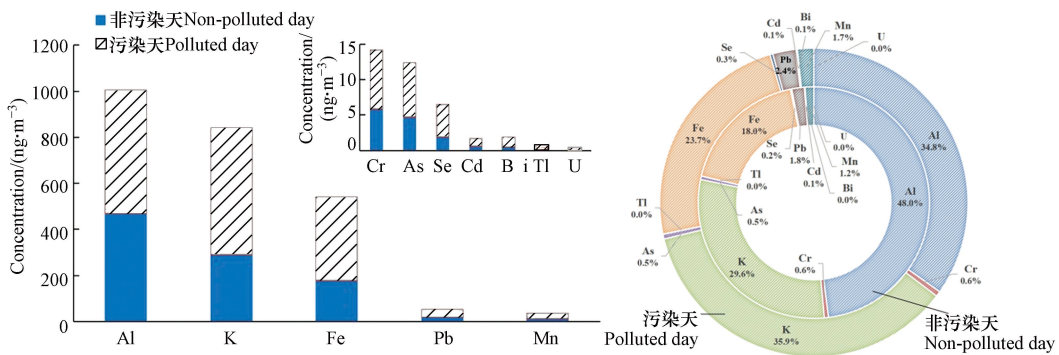 非污染天Non-polluted day
污染天Polluted day
Concentration/(ng·m⁻³)
1200
1000
800
600
400
200
0
Al K Fe Pb Mn
Concentration/
(ng·m⁻³)
15
10
5
0
Cr As Se Cd B i Tl U
Se
0.3%
Cd
0.1%
Bi
0.1%
Mn
1.7%
U
0.0%
Pb
2.4%
Fe
23.7%
Al
34.8%
Tl
0.0%
As
0.5%
Cr
0.6%
K
35.9%
Fe
18.0%
Se
0.2%
Pb
1.8%
Cd
0.1%
U
0.0%
Mn
1.2%
Bi
0.0%
Tl
0.0%
As
0.5%
Al
48.0%
K
29.6%
Cr
0.6%
污染天
Polluted day
非污染天
Non-polluted day